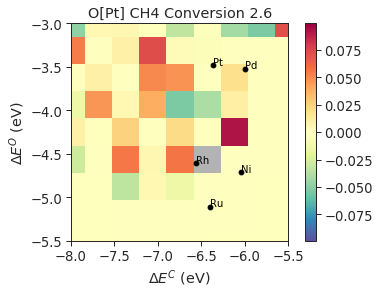 O[Pt] CH4 Conversion 2.6
−3.0
−3.5
−4.0
−4.5
−5.0
−5.5
ΔE^O (eV)
Pt
Pd
Rh
Ni
Ru
−8.0 −7.5 −7.0 −6.5 −6.0 −5.5
ΔE^C (eV)
0.075
0.050
0.025
0.000
−0.025
−0.050
−0.075